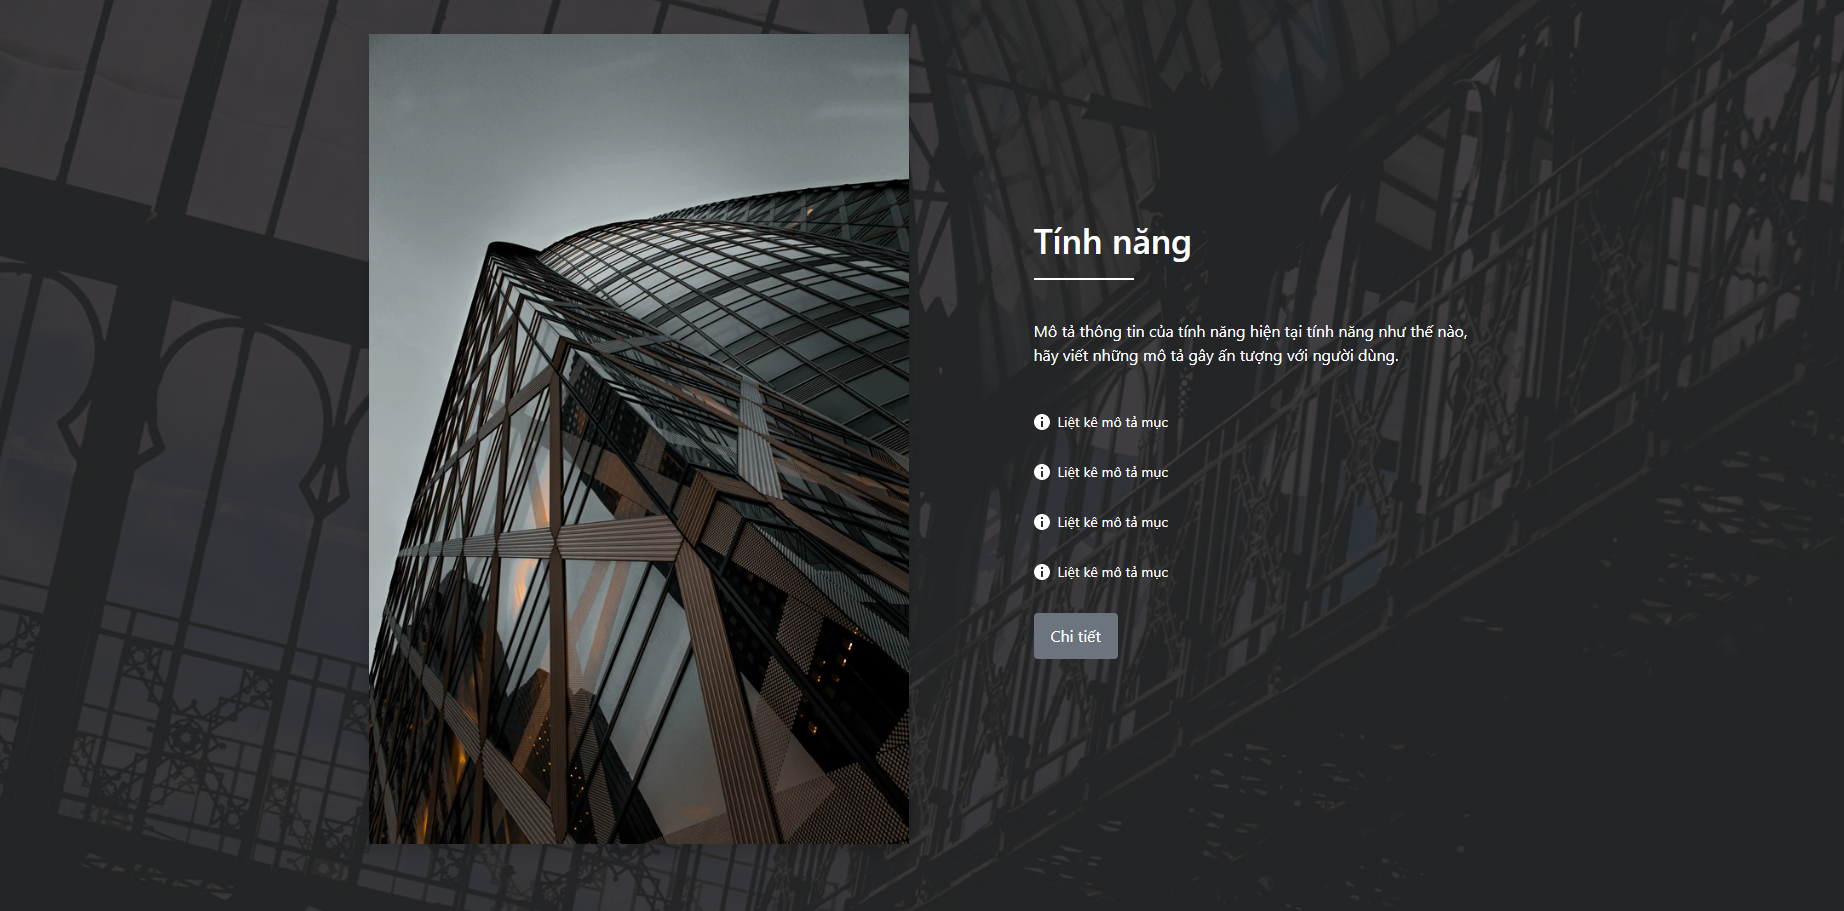 Tính năng
Mô tả thông tin của tính năng hiện tại tính năng như thế nào,
hãy viết những mô tả gây ấn tượng với người dùng.
Liệt kê mô tả mục
Liệt kê mô tả mục
Liệt kê mô tả mục
Liệt kê mô tả mục
Chi tiết